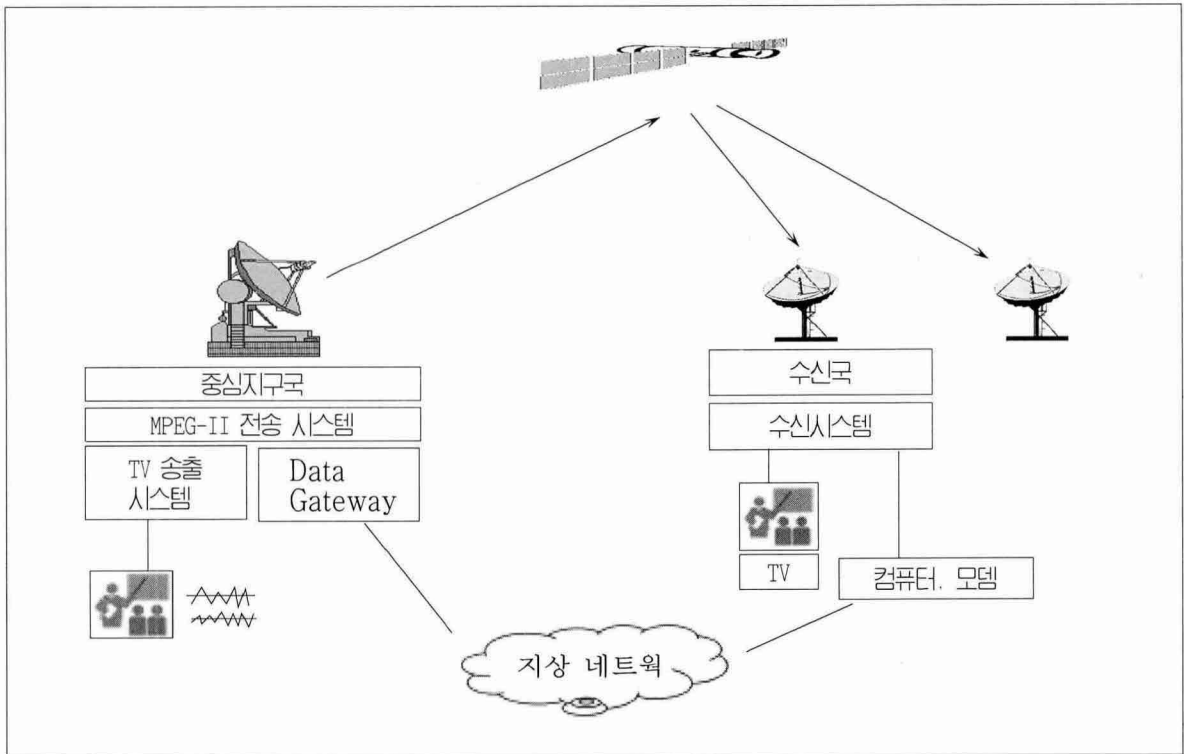 중심지구국
MPEG-II 전송 시스템
TV 송출
시스템
Data
Gateway
수신국
수신시스템
TV
컴퓨터. 모뎀
지상 네트웍